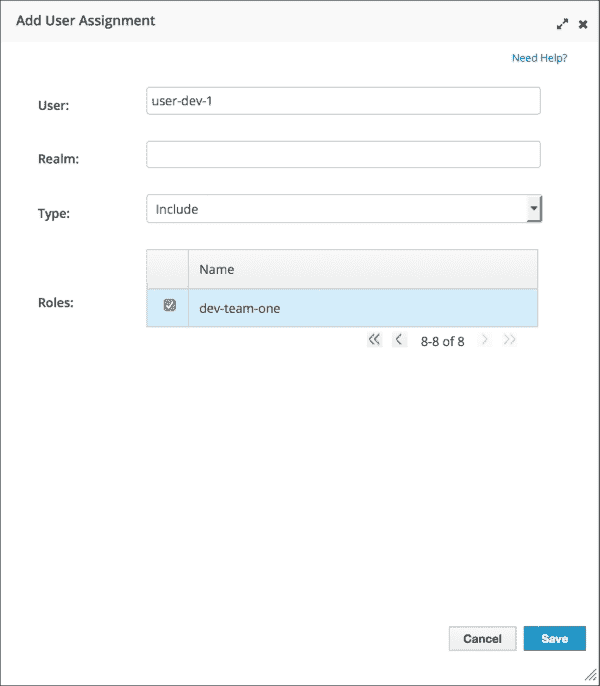 Add User Assignment
Need Help?
User:
user-dev-1
Realm:
Type:
Include
Name
Roles:
dev-team-one
8-8 of 8
Cancel
Save